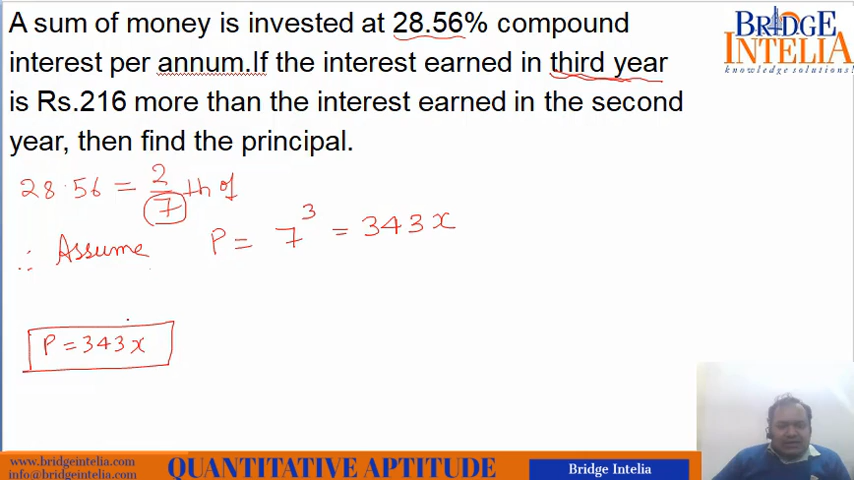 A sum of money is invested at 28.56% compound
interest per annum.If the interest earned in third year
is Rs.216 more than the interest earned in the second
year, then find the principal.
BRIDGE
INTELIA
knowledge solutions!
28.56 = 2/7 th of
∴ Assume P = 7³ = 343x
P = 343x
www.bridgeintelia.com
info@bridgeintelia.com
QUANTITATIVE APTITUDE
Bridge Intelia